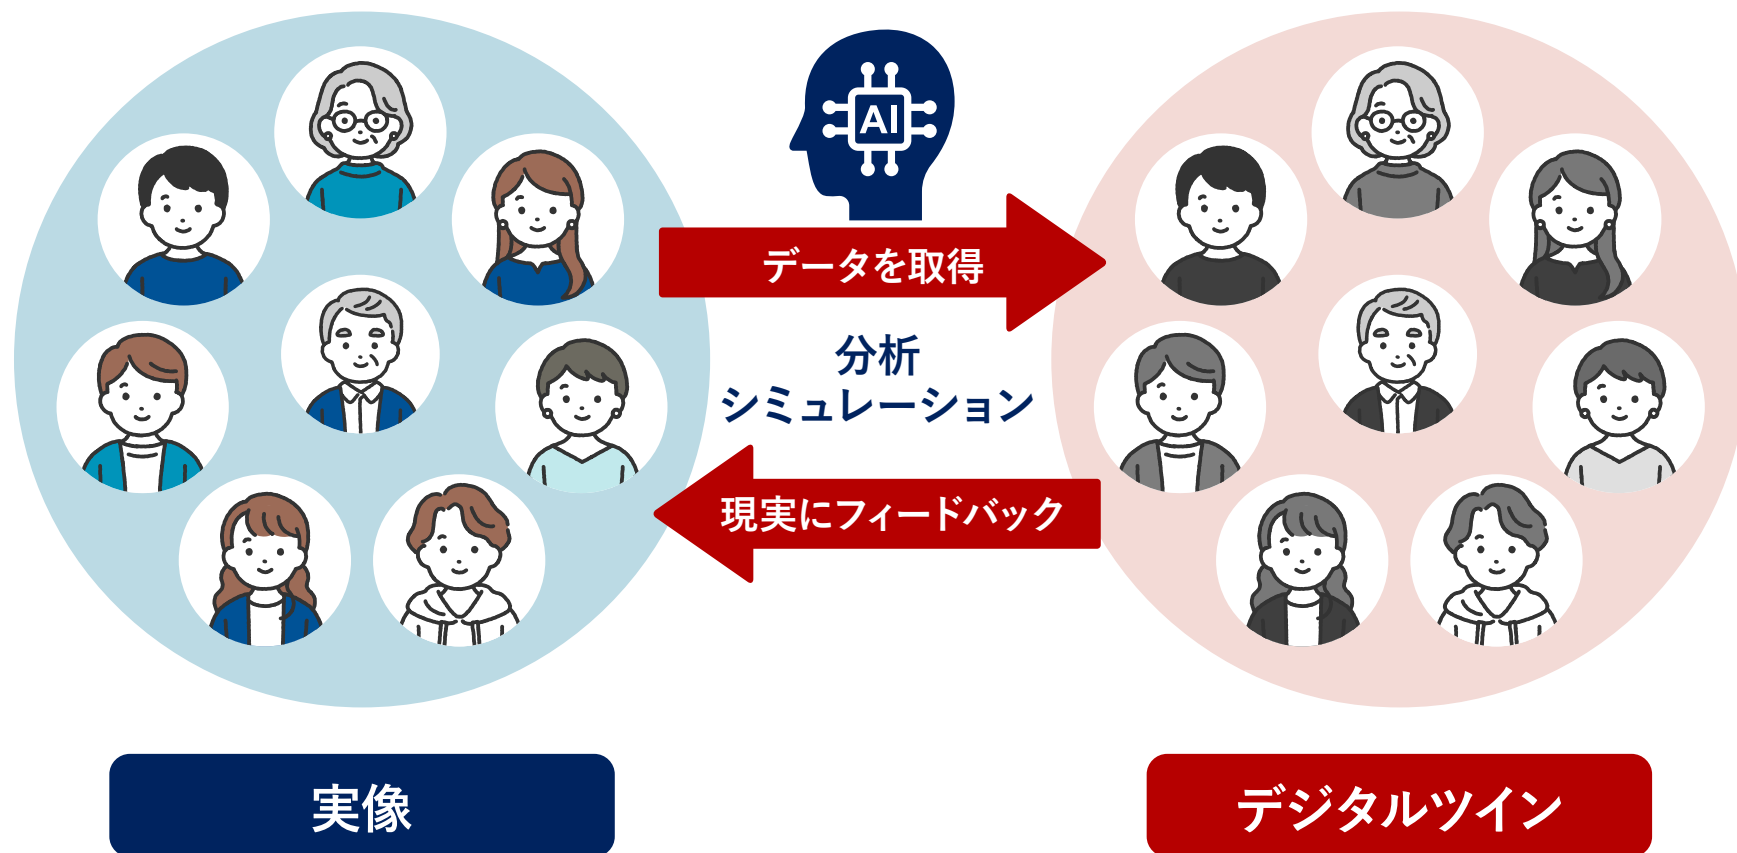 AI
データを取得
分析
シミュレーション
現実にフィードバック
実像
デジタルツイン